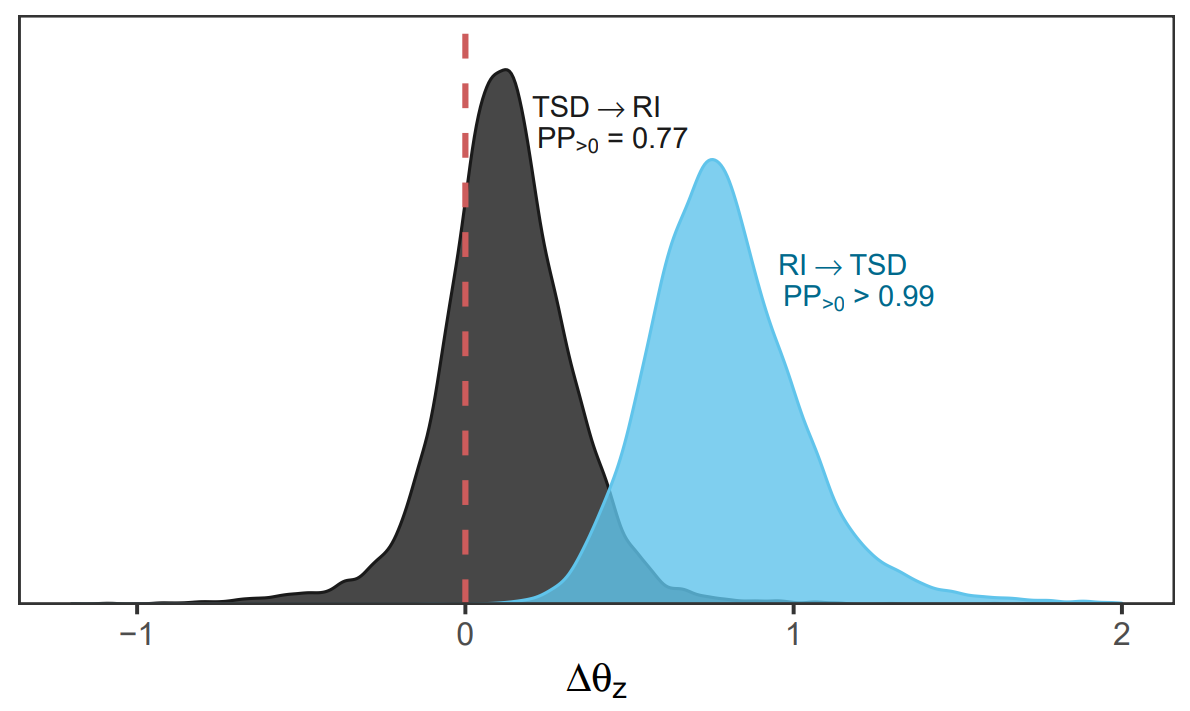 TSD → RI
PP>0 = 0.77
RI → TSD
PP>0 > 0.99
−1 0 1 2
Δθz